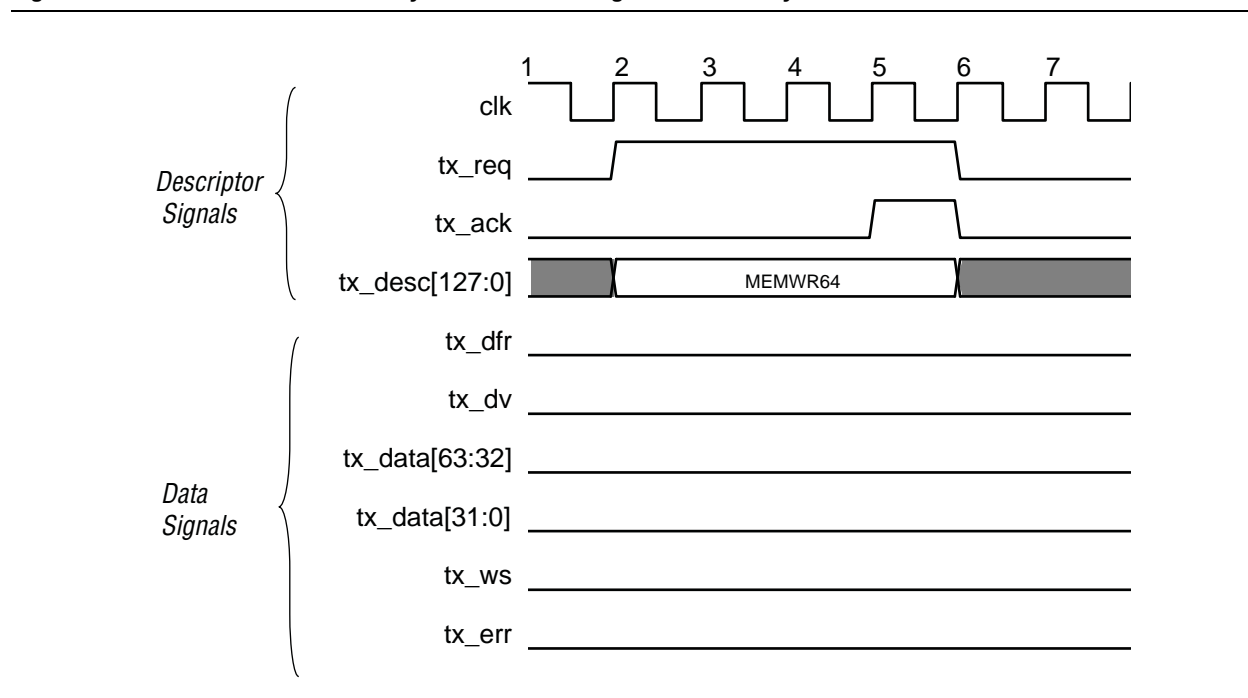 1 2 3 4 5 6 7
clk
tx_req
Descriptor
Signals
tx_ack
tx_desc[127:0] MEMWR64
tx_dfr
tx_dv
tx_data[63:32]
Data
Signals
tx_data[31:0]
tx_ws
tx_err